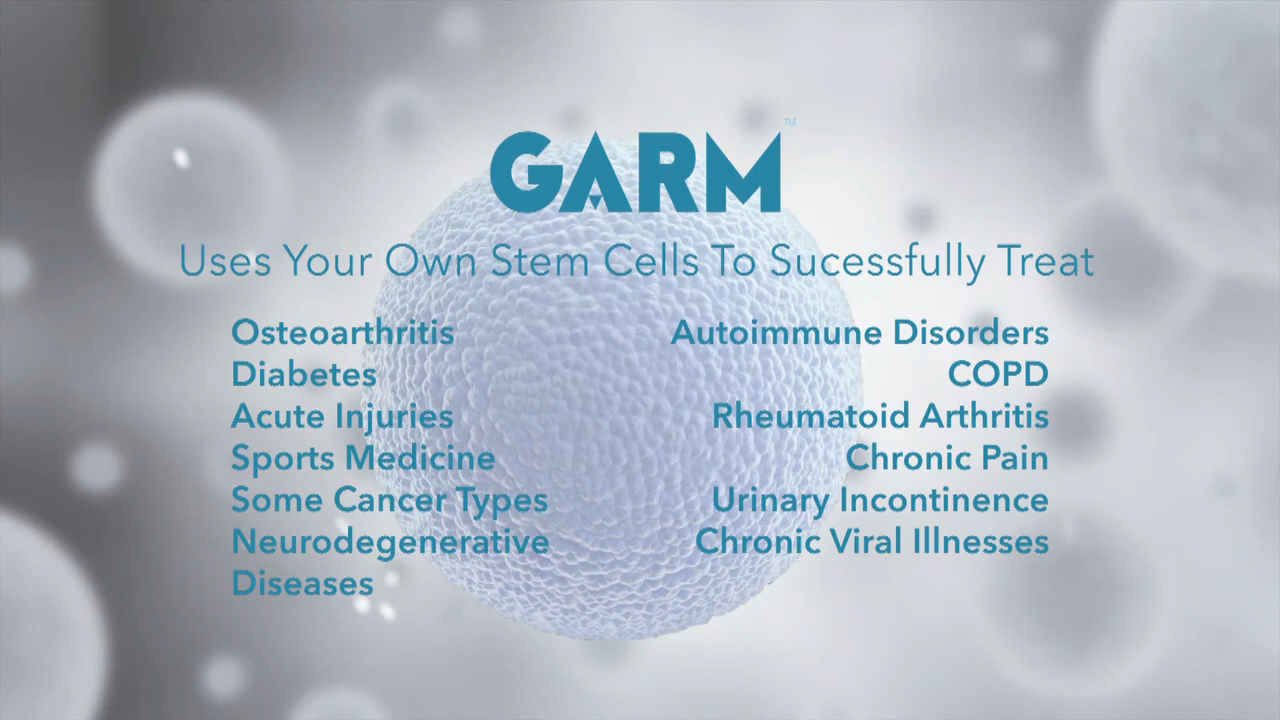 GARM™
Uses Your Own Stem Cells To Sucessfully Treat
Osteoarthritis
Diabetes
Acute Injuries
Sports Medicine
Some Cancer Types
Neurodegenerative
Diseases
Autoimmune Disorders
COPD
Rheumatoid Arthritis
Chronic Pain
Urinary Incontinence
Chronic Viral Illnesses